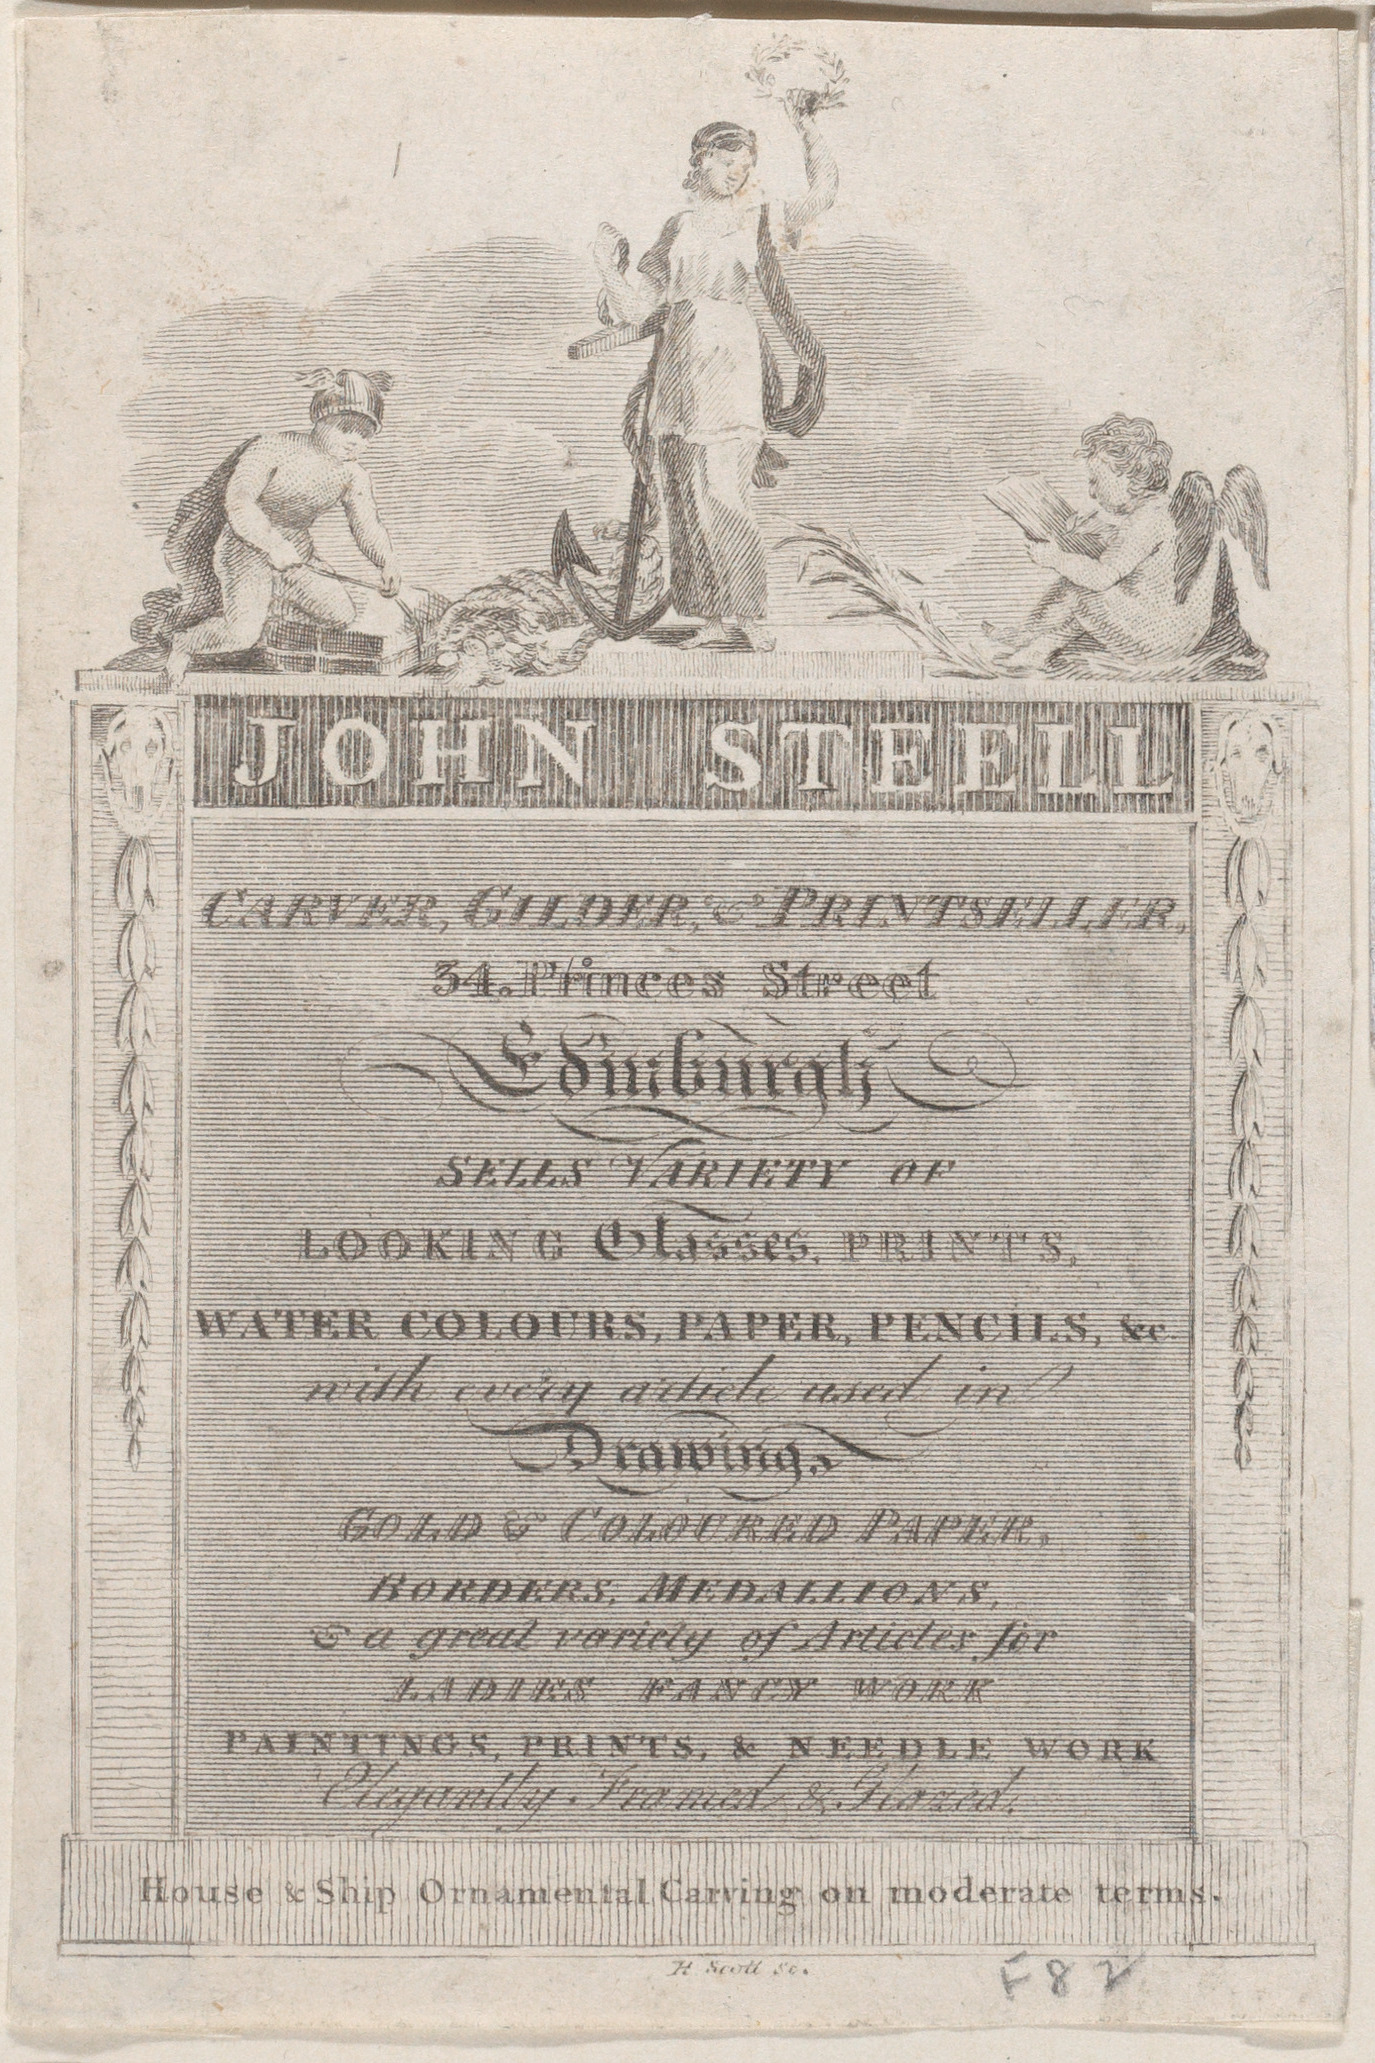 JOHN STEELL
CARVER, GILDER, & PRINTSELLER,
34. Princes Street
Edinburgh
SELLS VARIETY OF
LOOKING Glasses, PRINTS,
WATER COLOURS, PAPER, PENCILS, &c.
with every article used in
Drawing,
GOLD & COLOURED PAPER,
BORDERS, MEDALLIONS,
& a great variety of Articles for
LADIES FANCY WORK
PAINTINGS, PRINTS, & NEEDLE WORK
Elegantly Framed & Glazed.
House & Ship Ornamental Carving on moderate terms.
R Scott sc.
F82